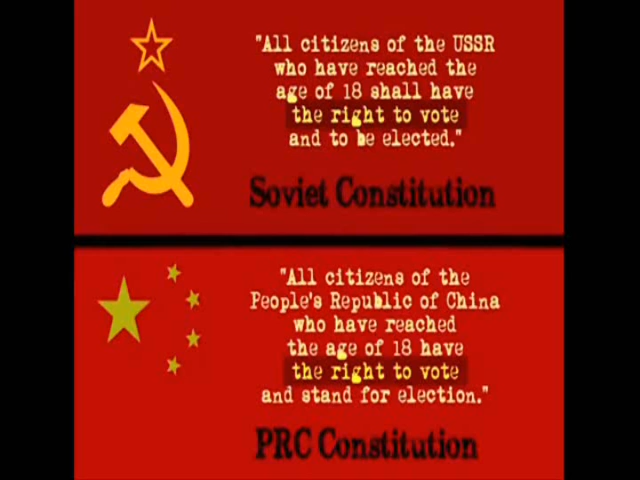 "All citizens of the USSR
who have reached the
age of 18 shall have
the right to vote
and to be elected."
Soviet Constitution
"All citizens of the
People's Republic of China
who have reached
the age of 18 have
the right to vote
and stand for election."
PRC Constitution